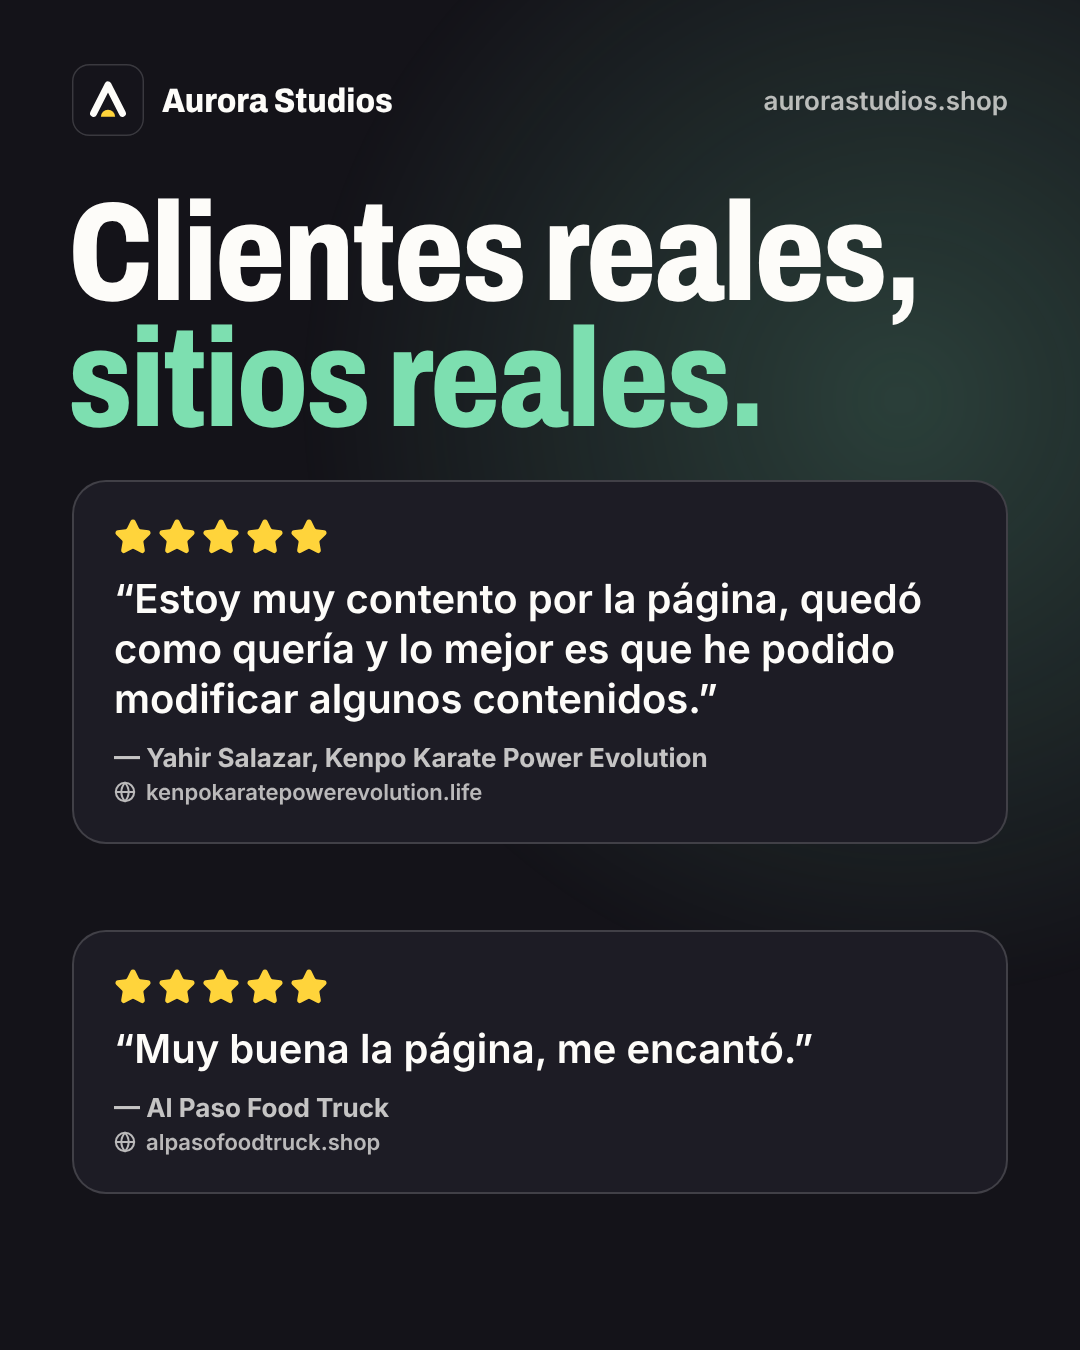 Aurora Studios
aurorastudios.shop
Clientes reales,
sitios reales.
“Estoy muy contento por la página, quedó
como quería y lo mejor es que he podido
modificar algunos contenidos.”
— Yahir Salazar, Kenpo Karate Power Evolution
kenpokaratepowerevolution.life
“Muy buena la página, me encantó.”
— Al Paso Food Truck
alpasofoodtruck.shop